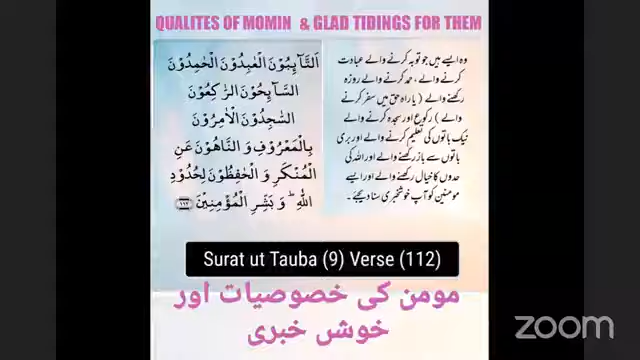 QUALITES OF MOMIN & GLAD TIDINGS FOR THEM
اَلتَّآئِبُوْنَ الْعٰبِدُوْنَ الْحٰمِدُوْنَ
السَّآئِحُوْنَ الرّٰكِعُوْنَ
السّٰجِدُوْنَ الْاٰمِرُوْنَ
بِالْمَعْرُوْفِ وَ النَّاهُوْنَ عَنِ
الْمُنْكَرِ وَ الْحٰفِظُوْنَ لِحُدُوْدِ
اللّٰهِ ؕ وَ بَشِّرِ الْمُؤْمِنِیْنَ ﴿۱۱۲﴾
وہ ایسے ہیں جو توبہ کرنے والے عبادت
کرنے والے، حمد کرنے والے روزہ
رکھنے والے (یا راہ حق میں سفر کرنے
والے) رکوع اور سجدہ کرنے والے
نیک باتوں کی تعلیم کرنے والے اور بری
باتوں سے باز رکھنے والے اور اللہ کی
حدوں کا خیال رکھنے والے اور ایسے
مومنین کو آپ خوشخبری سنا دیجئے۔
Surat ut Tauba (9) Verse (112)
مومن کی خصوصیات اور
خوش خبری
zoom